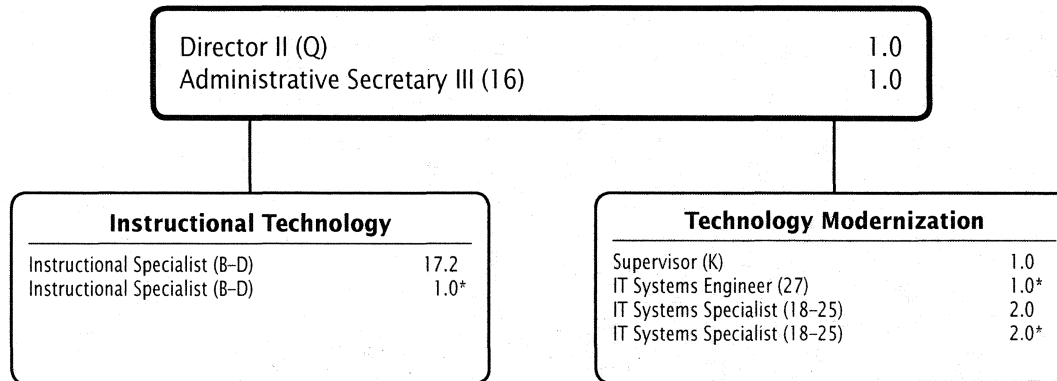 Director II (Q) 1.0
Administrative Secretary III (16) 1.0
Instructional Technology
Instructional Specialist (B–D) 17.2
Instructional Specialist (B–D) 1.0*
Technology Modernization
Supervisor (K) 1.0
IT Systems Engineer (27) 1.0*
IT Systems Specialist (18–25) 2.0
IT Systems Specialist (18–25) 2.0*